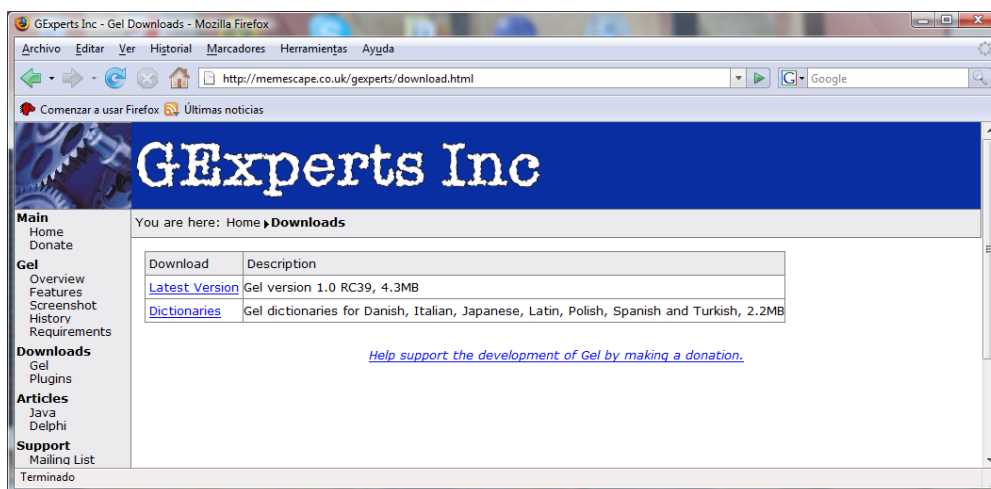 GExperts Inc - Gel Downloads - Mozilla Firefox
Archivo Editar Ver Historial Marcadores Herramientas Ayuda
http://memescape.co.uk/gexperts/download.html
G Google
Comenzar a usar Firefox Últimas noticias
GExperts Inc
Main
Home
Donate
Gel
Overview
Features
Screenshot
History
Requirements
Downloads
Gel
Plugins
Articles
Java
Delphi
Support
Mailing List
You are here: Home Downloads
Download Description
Latest Version Gel version 1.0 RC39, 4.3MB
Dictionaries Gel dictionaries for Danish, Italian, Japanese, Latin, Polish, Spanish and Turkish, 2.2MB
Help support the development of Gel by making a donation.
Terminado